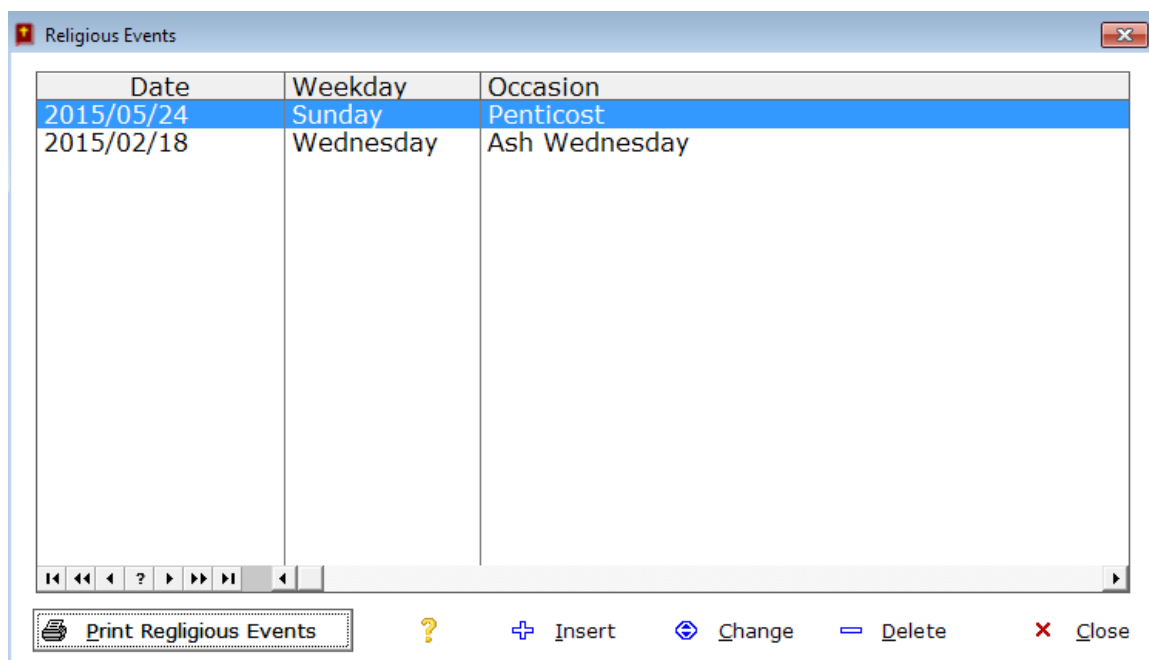 Religious Events
Date Weekday Occasion
2015/05/24 Sunday Penticost
2015/02/18 Wednesday Ash Wednesday
?
Print Regligious Events ? Insert Change Delete Close